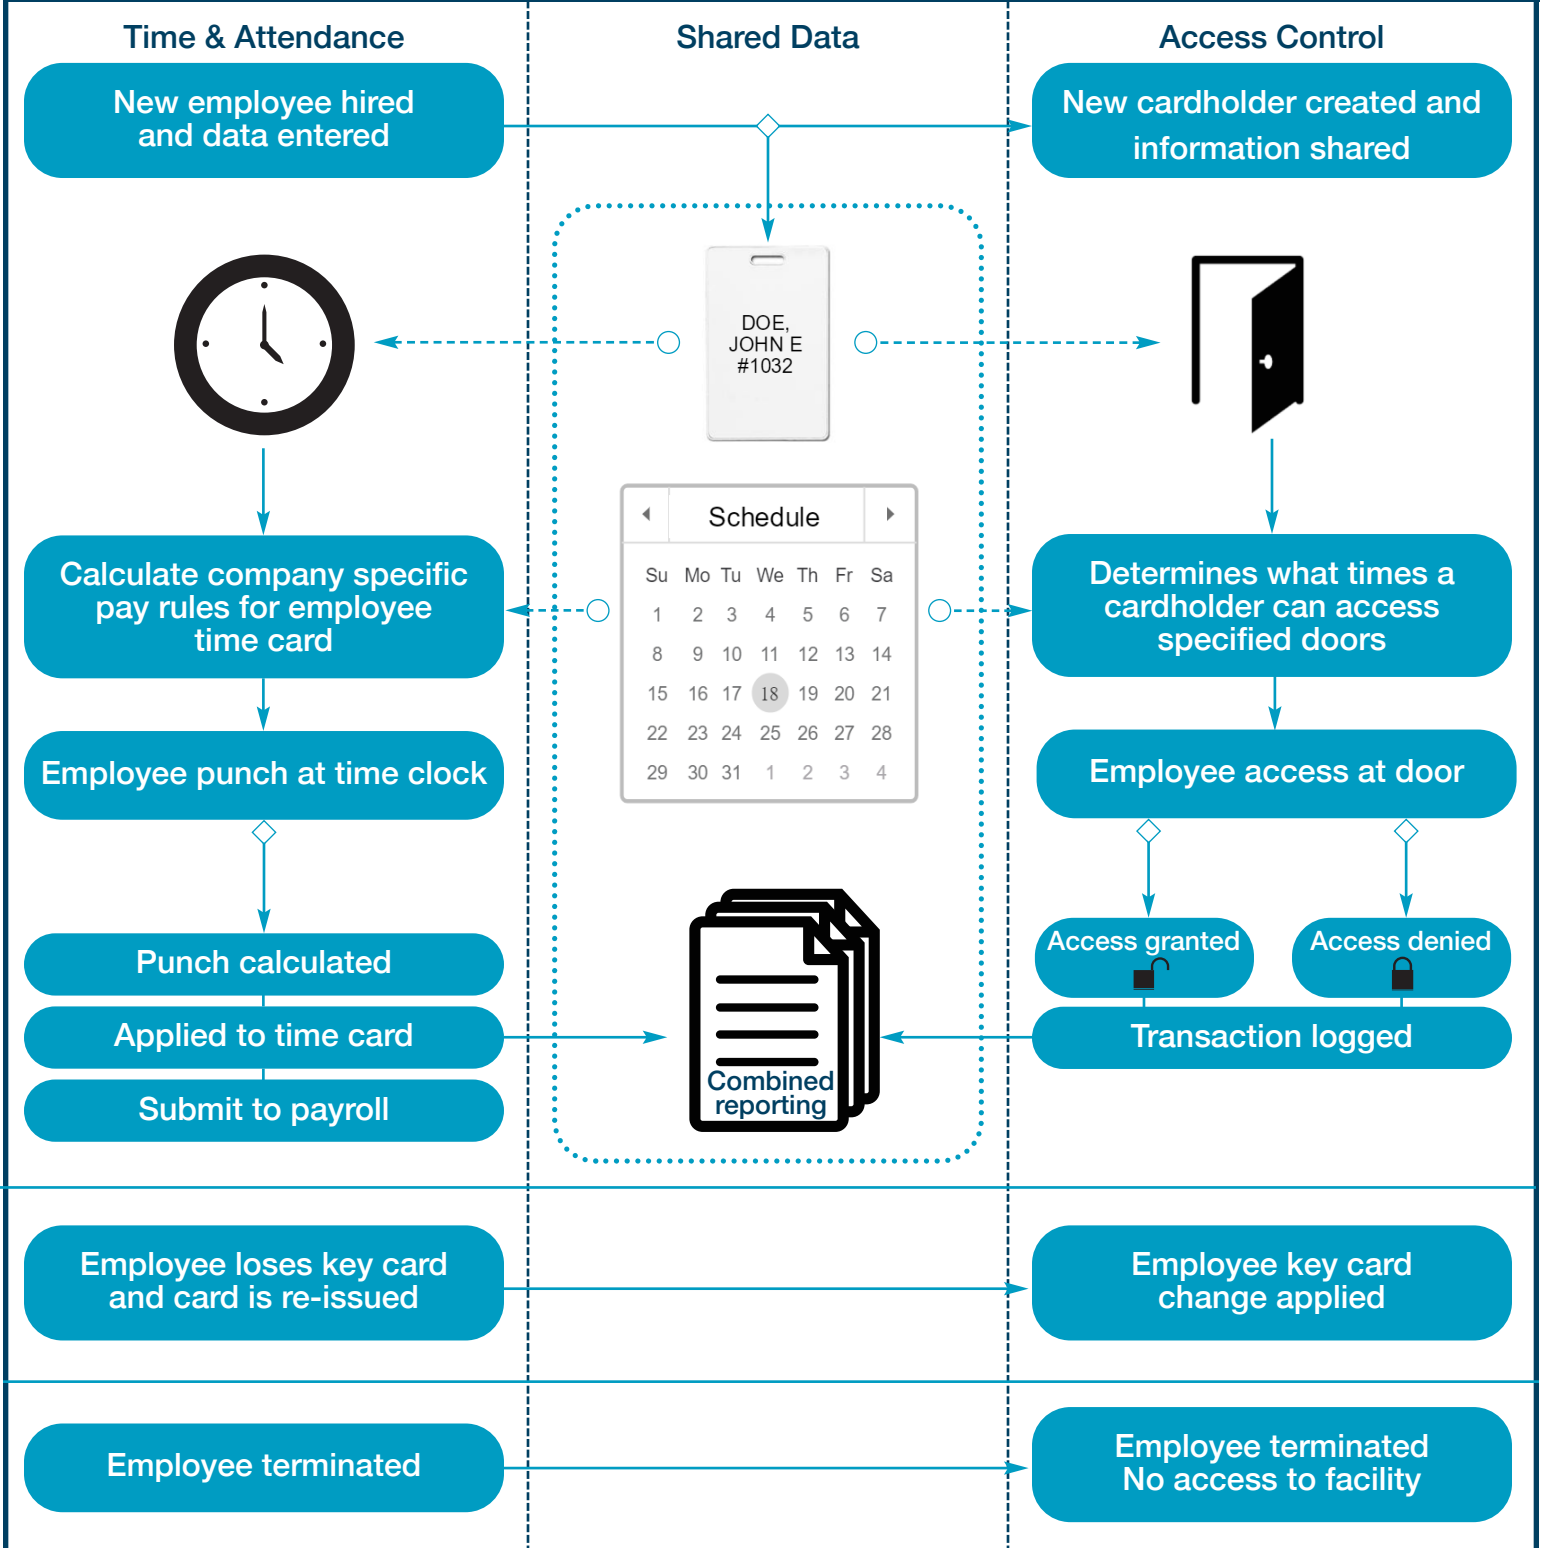 Time & Attendance
Shared Data
Access Control
New employee hired
and data entered
New cardholder created and
information shared
DOE,
JOHN E
#1032
Schedule
Su Mo Tu We Th Fr Sa
1 2 3 4 5 6 7
8 9 10 11 12 13 14
15 16 17 18 19 20 21
22 23 24 25 26 27 28
29 30 31 1 2 3 4
Calculate company specific
pay rules for employee
time card
Determines what times a
cardholder can access
specified doors
Employee punch at time clock
Employee access at door
Punch calculated
Access granted
Access denied
Applied to time card
Transaction logged
Combined
reporting
Submit to payroll
Employee loses key card
and card is re-issued
Employee key card
change applied
Employee terminated
Employee terminated
No access to facility